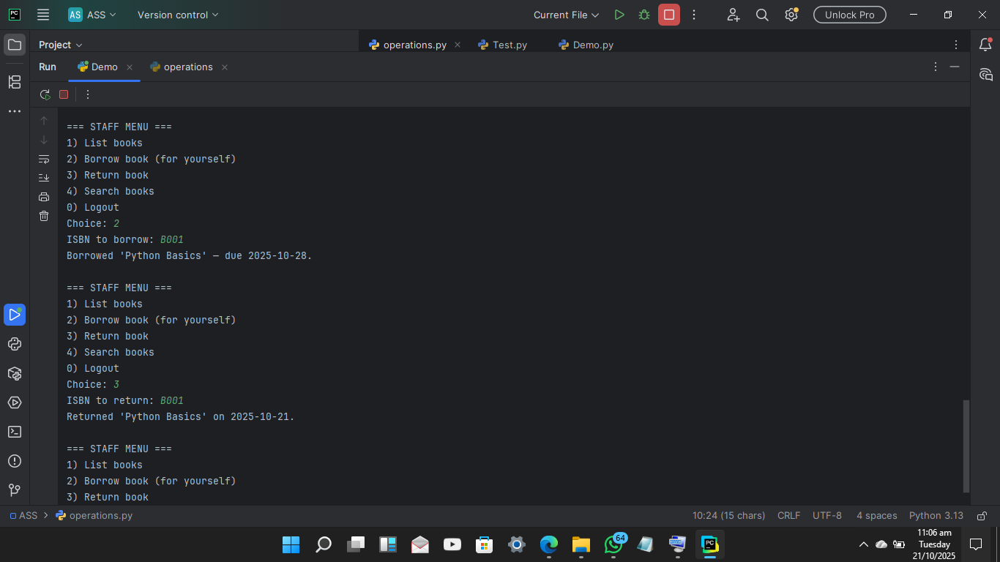 PC
AS ASS
Version control
Current File
Unlock Pro
Project
operations.py
Test.py
Demo.py
Run
Demo
operations
=== STAFF MENU ===
1) List books
2) Borrow book (for yourself)
3) Return book
4) Search books
0) Logout
Choice: 2
ISBN to borrow: B001
Borrowed 'Python Basics' — due 2025-10-28.
=== STAFF MENU ===
1) List books
2) Borrow book (for yourself)
3) Return book
4) Search books
0) Logout
Choice: 3
ISBN to return: B001
Returned 'Python Basics' on 2025-10-21.
=== STAFF MENU ===
1) List books
2) Borrow book (for yourself)
3) Return book
ASS
operations.py
10:24 (15 chars)
CRLF
UTF-8
4 spaces
Python 3.13
64
PC
11:06 am
Tuesday
21/10/2025